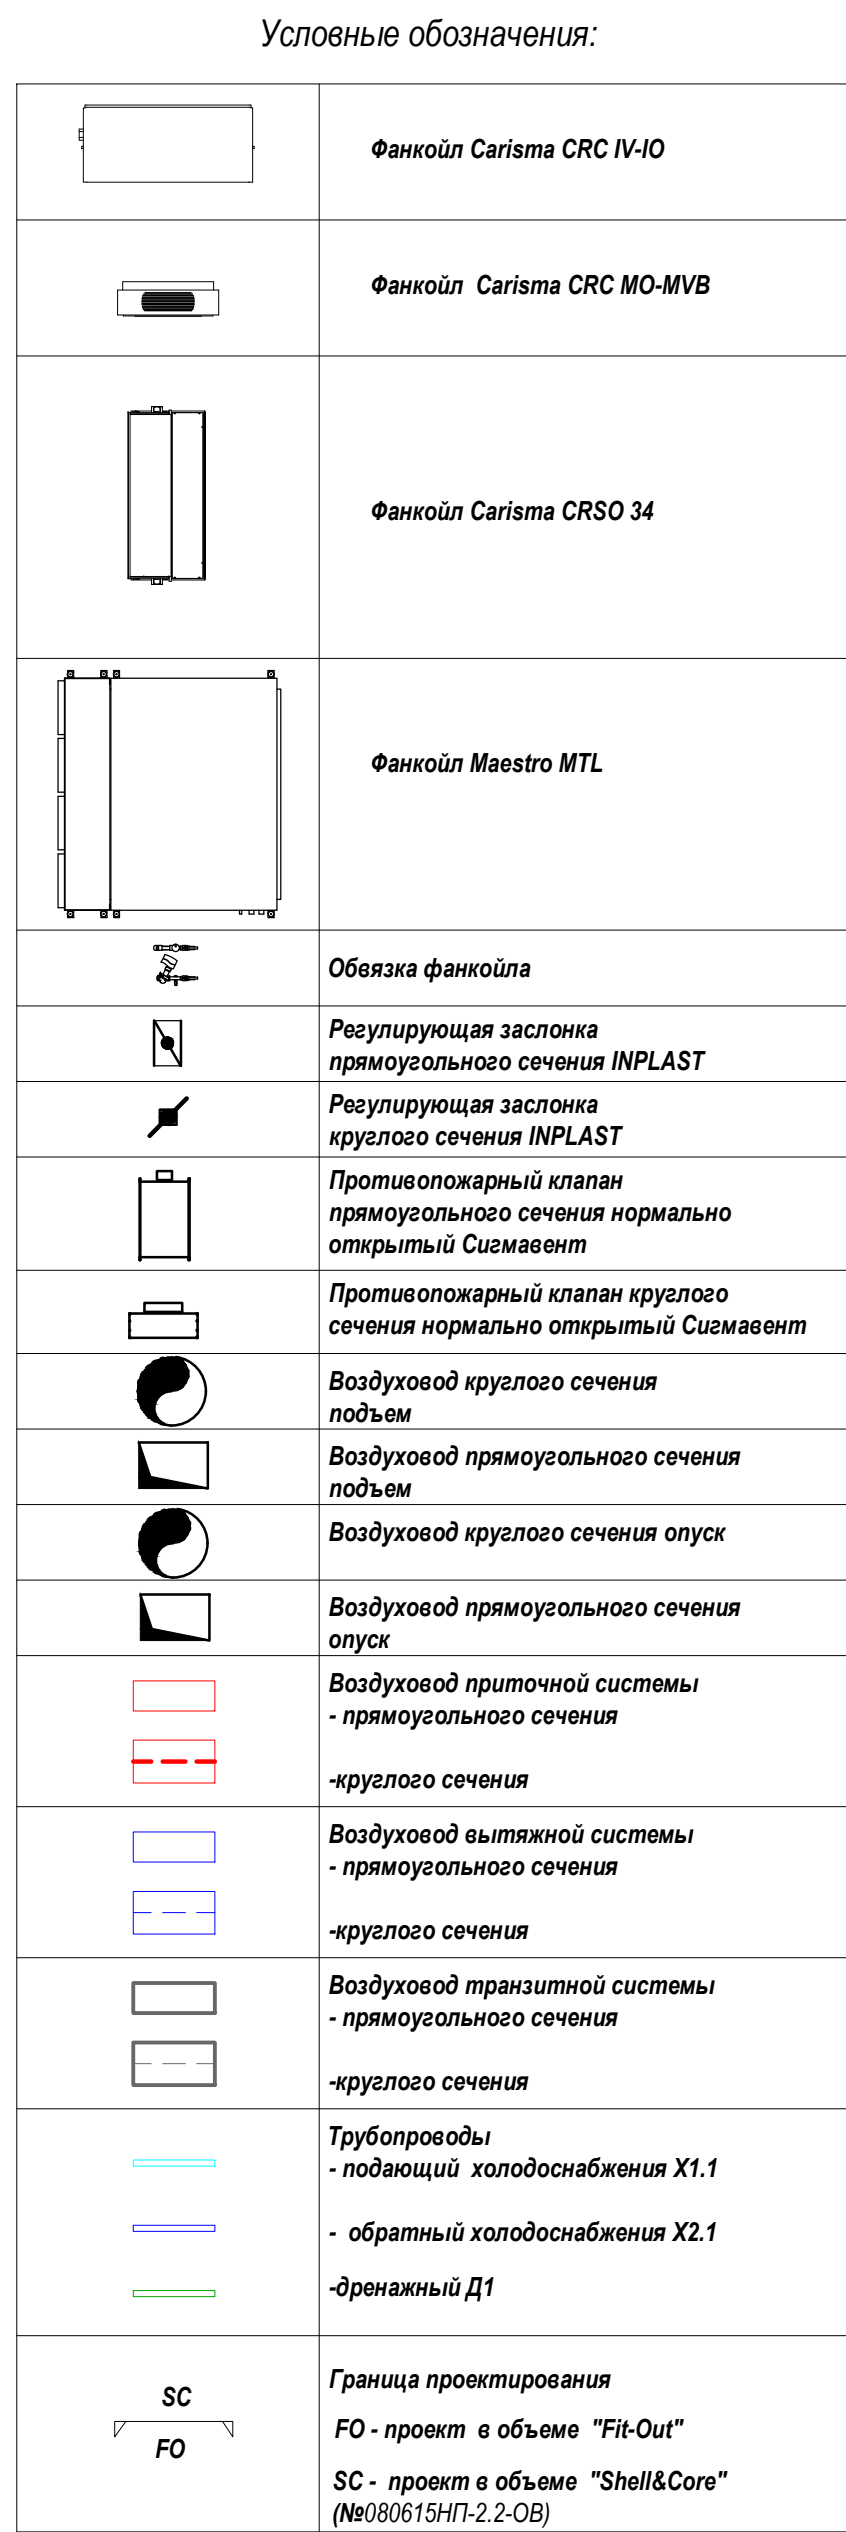 Условные обозначения:
Фанкойл Carisma CRC IV-IO
Фанкойл Carisma CRC MO-MVB
Фанкойл Carisma CRSO 34
Фанкойл Maestro MTL
Обвязка фанкойла
Регулирующая заслонка
прямоугольного сечения INPLAST
Регулирующая заслонка
круглого сечения INPLAST
Противопожарный клапан
прямоугольного сечения нормально
открытый Сигмавент
Противопожарный клапан круглого
сечения нормально открытый Сигмавент
Воздуховод круглого сечения
подъем
Воздуховод прямоугольного сечения
подъем
Воздуховод круглого сечения опуск
Воздуховод прямоугольного сечения
опуск
Воздуховод приточной системы
- прямоугольного сечения
-круглого сечения
Воздуховод вытяжной системы
- прямоугольного сечения
-круглого сечения
Воздуховод транзитной системы
- прямоугольного сечения
-круглого сечения
Трубопроводы
- подающий холодоснабжения Х1.1
- обратный холодоснабжения Х2.1
-дренажный Д1
SC
FO
Граница проектирования
FO - проект в объеме "Fit-Out"
SC - проект в объеме "Shell&Core"
(№080615НП-2.2-ОВ)